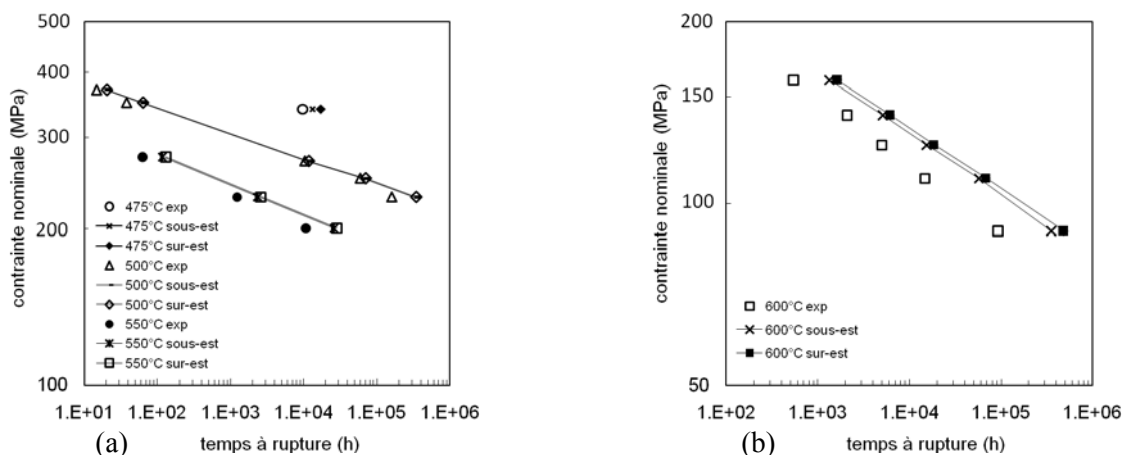 500
400
300
200
100
contrainte nominale (MPa)
475°C exp
475°C sous-est
475°C sur-est
500°C exp
500°C sous-est
500°C sur-est
550°C exp
550°C sous-est
550°C sur-est
1.E+01 1.E+02 1.E+03 1.E+04 1.E+05 1.E+06
(a) temps à rupture (h)
200
150
100
50
contrainte nominale (MPa)
600°C exp
600°C sous-est
600°C sur-est
1.E+02 1.E+03 1.E+04 1.E+05 1.E+06
(b) temps à rupture (h)